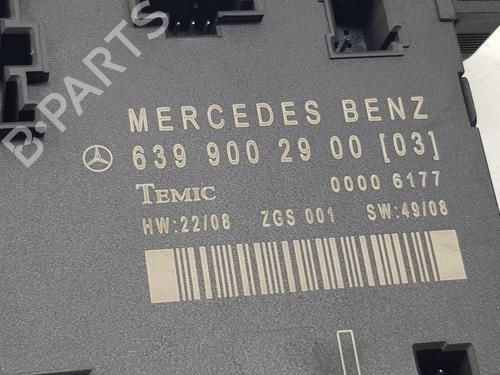 B-PARTS
MERCEDES BENZ
639 900 29 00 [03]
TEMIC 0000 6177
HW:22/08 ZGS 001 SW:49/08